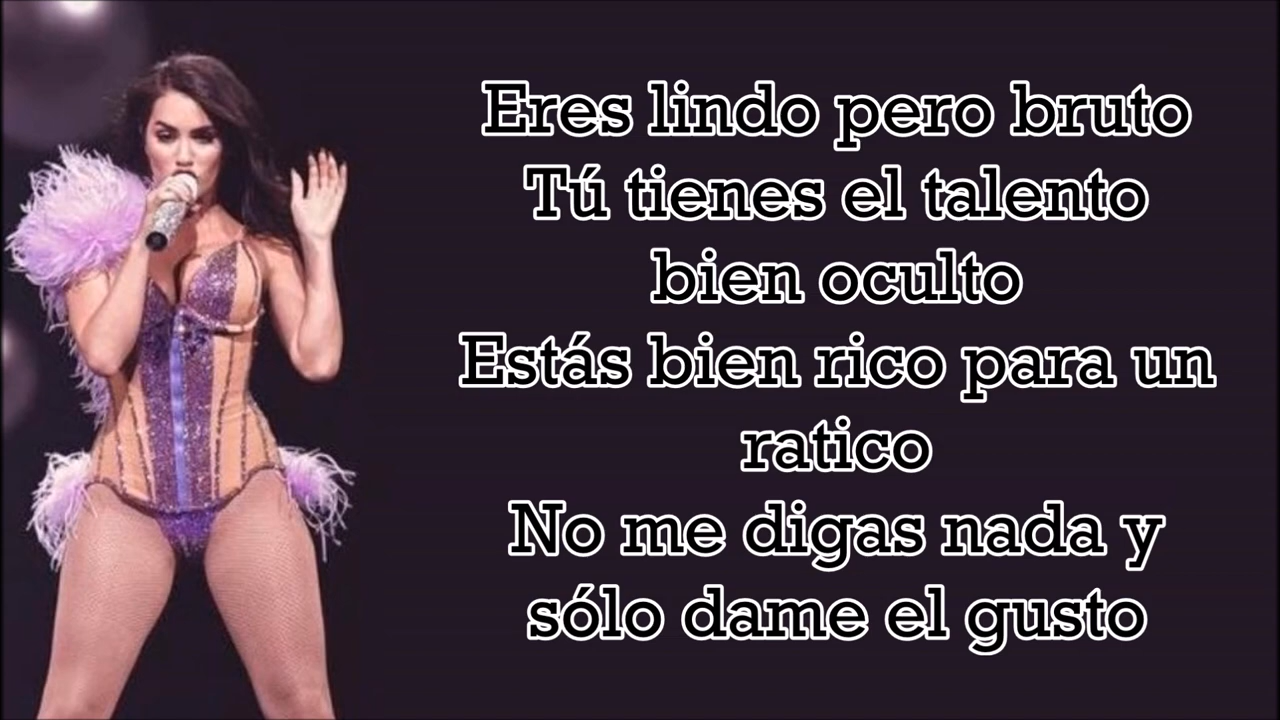 Eres lindo pero bruto
Tú tienes el talento
bien oculto
Estás bien rico para un
ratico
No me digas nada y
sólo dame el gusto